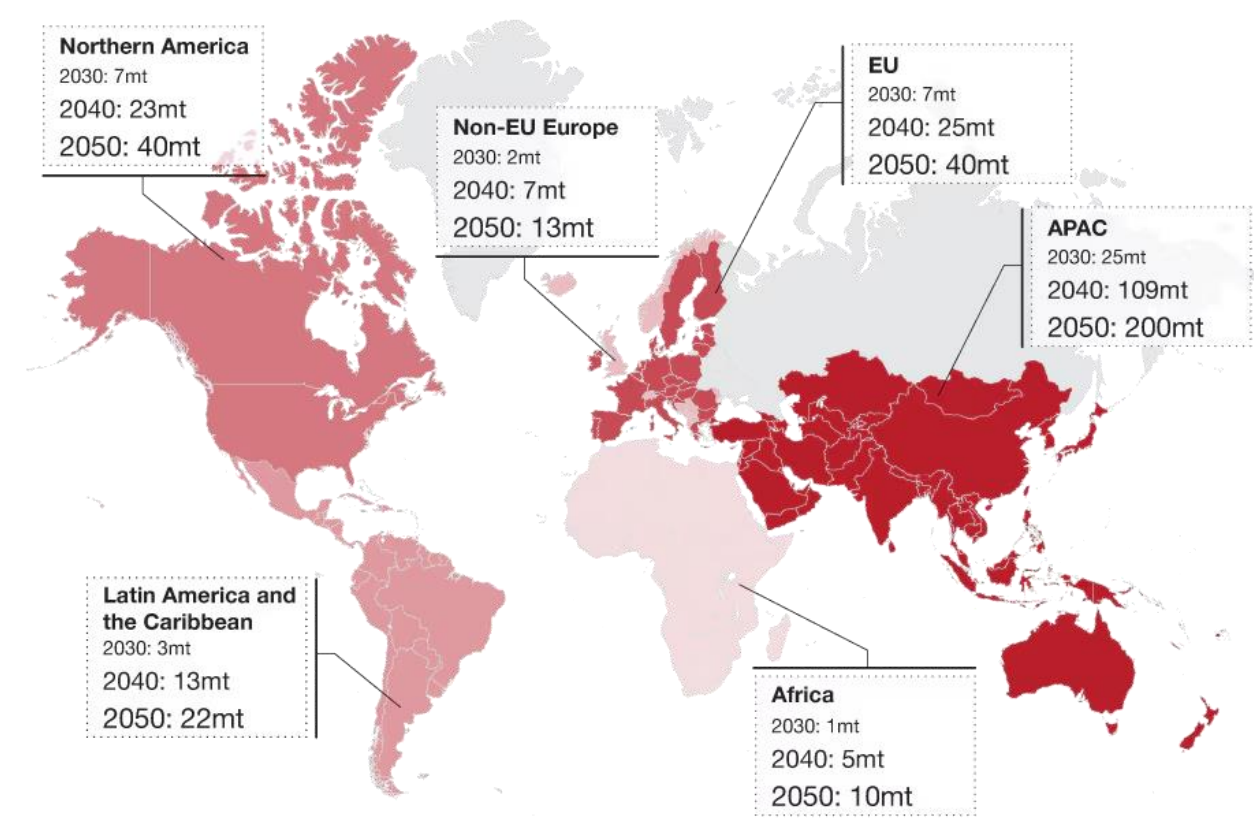 Northern America
2030: 7mt
2040: 23mt
2050: 40mt
Non-EU Europe
2030: 2mt
2040: 7mt
2050: 13mt
EU
2030: 7mt
2040: 25mt
2050: 40mt
APAC
2030: 25mt
2040: 109mt
2050: 200mt
Latin America and
the Caribbean
2030: 3mt
2040: 13mt
2050: 22mt
Africa
2030: 1mt
2040: 5mt
2050: 10mt